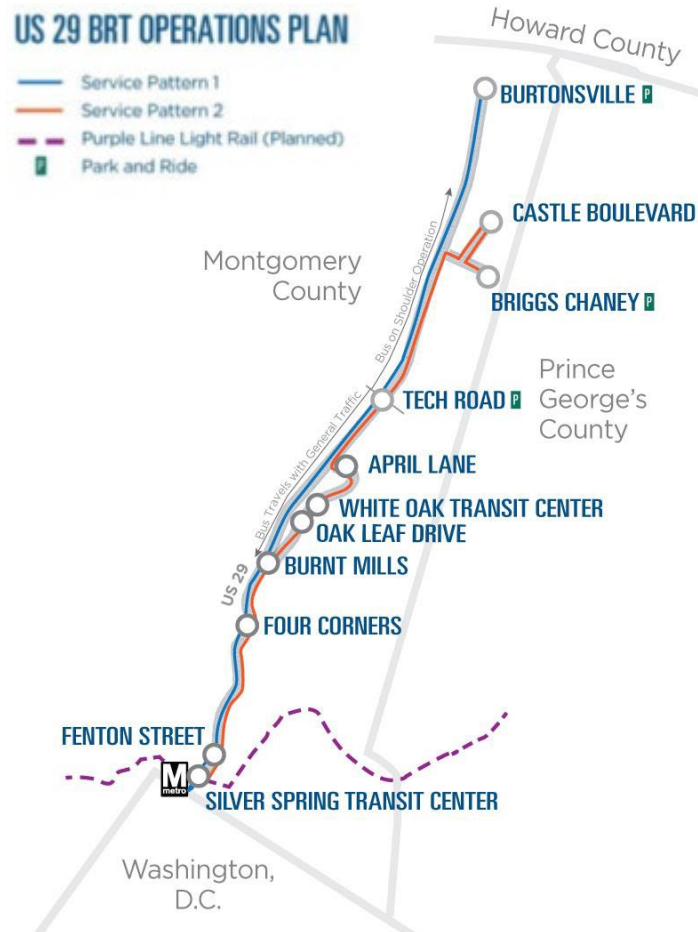 US 29 BRT OPERATIONS PLAN
Service Pattern 1
Service Pattern 2
Purple Line Light Rail (Planned)
P
Park and Ride
Howard County
BURTONSVILLE P
CASTLE BOULEVARD
Montgomery
County
BRIGGS CHANEY P
Bus on Shoulder Operation
Prince
George's
County
TECH ROAD P
Bus Travels with General Traffic
APRIL LANE
WHITE OAK TRANSIT CENTER
OAK LEAF DRIVE
BURNT MILLS
US 29
FOUR CORNERS
FENTON STREET
M
metro
SILVER SPRING TRANSIT CENTER
Washington,
D.C.